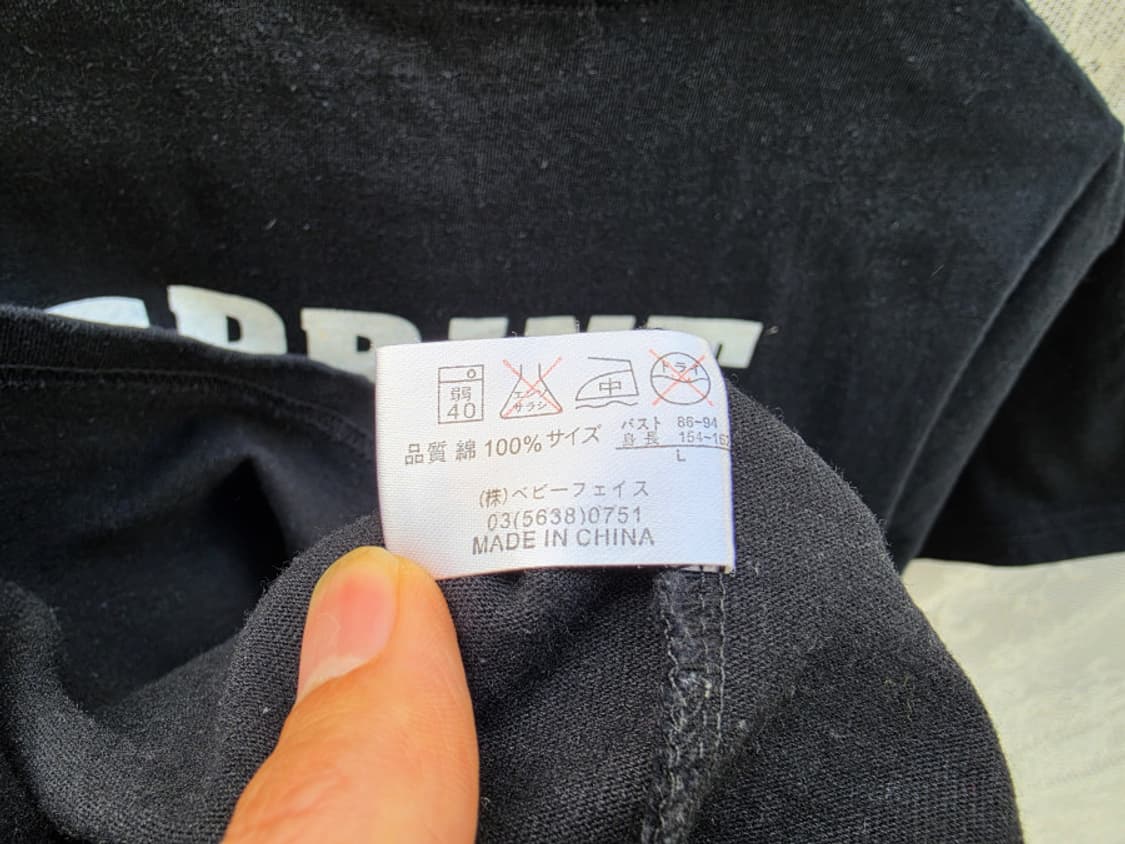 弱
40
エンソ
サラシ
中
ドライ
品質 綿 100% サイズ
バスト 86~94
身長 154~162
L
(株)ベビーフェイス
03(5638)0751
MADE IN CHINA